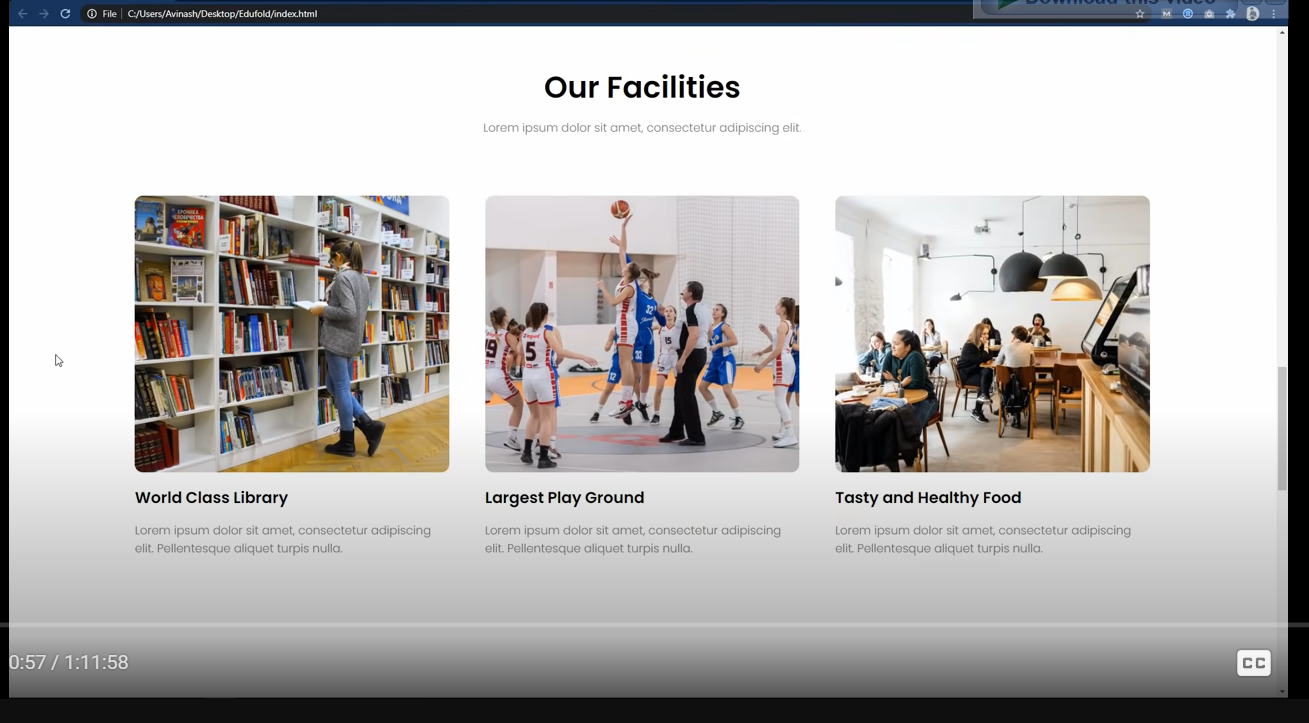 File
C:/Users/Avinash/Desktop/Edufold/index.html
Download this video
Our Facilities
Lorem ipsum dolor sit amet, consectetur adipiscing elit.
World Class Library
Largest Play Ground
Tasty and Healthy Food
Lorem ipsum dolor sit amet, consectetur adipiscing
elit. Pellentesque aliquet turpis nulla.
Lorem ipsum dolor sit amet, consectetur adipiscing
elit. Pellentesque aliquet turpis nulla.
Lorem ipsum dolor sit amet, consectetur adipiscing
elit. Pellentesque aliquet turpis nulla.
0:57 / 1:11:58
CC